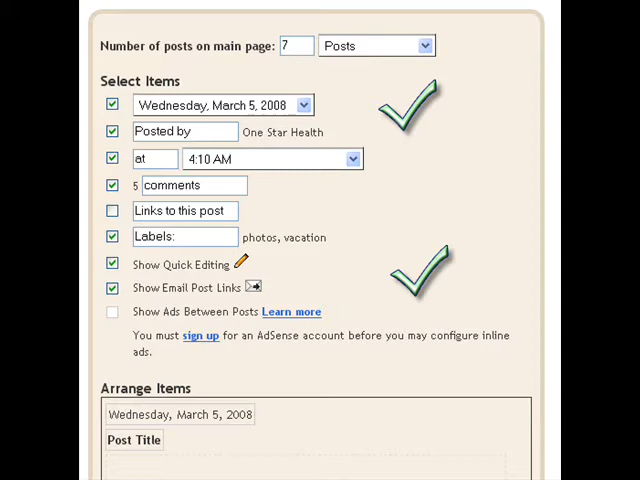 Number of posts on main page: 7 Posts
Select Items
Wednesday, March 5, 2008
Posted by One Star Health
at 4:10 AM
5 comments
Links to this post
Labels: photos, vacation
Show Quick Editing
Show Email Post Links
Show Ads Between Posts Learn more
You must sign up for an AdSense account before you may configure inline
ads.
Arrange Items
Wednesday, March 5, 2008
Post Title